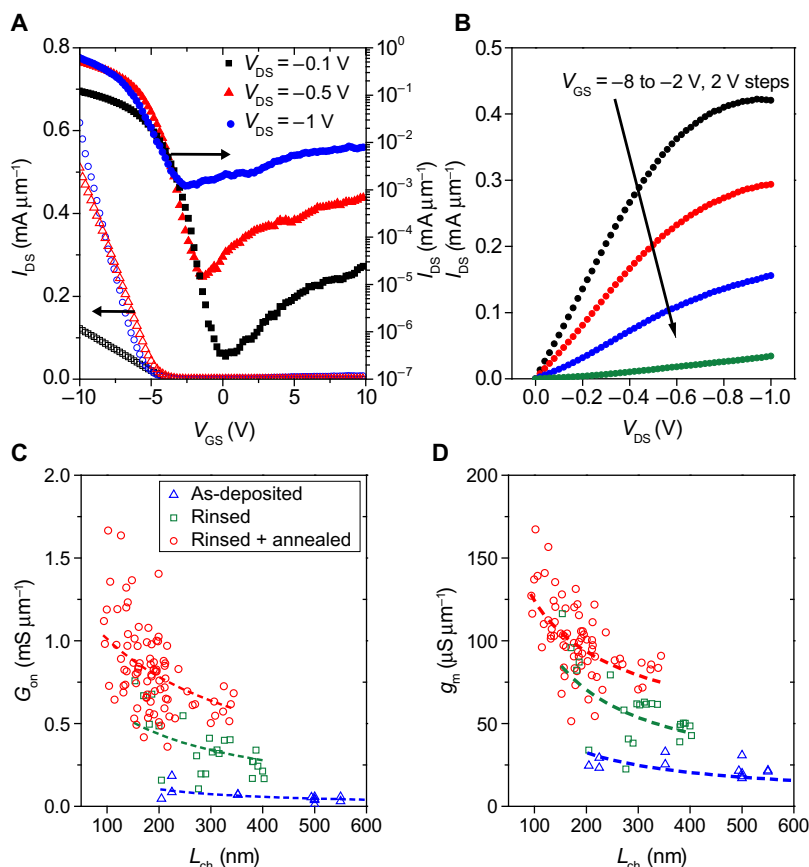 A
B
V_DS = −0.1 V
V_DS = −0.5 V
V_DS = −1 V
0.8
0.6
0.4
0.2
0.0
I_DS (mA μm⁻¹)
10⁰
10⁻¹
10⁻²
10⁻³
10⁻⁴
10⁻⁵
10⁻⁶
10⁻⁷
I_DS (mA μm⁻¹)
−10
−5
0
5
10
V_GS (V)
V_GS = −8 to −2 V, 2 V steps
0.5
0.4
0.3
0.2
0.1
0.0
I_DS (mA μm⁻¹)
0.0
−0.2
−0.4
−0.6
−0.8
−1.0
V_DS (V)
C
D
As-deposited
Rinsed
Rinsed + annealed
2.0
1.5
1.0
0.5
0.0
G_on (mS μm⁻¹)
100
200
300
400
500
600
L_ch (nm)
200
150
100
50
0
g_m (μS μm⁻¹)
100
200
300
400
500
600
L_ch (nm)